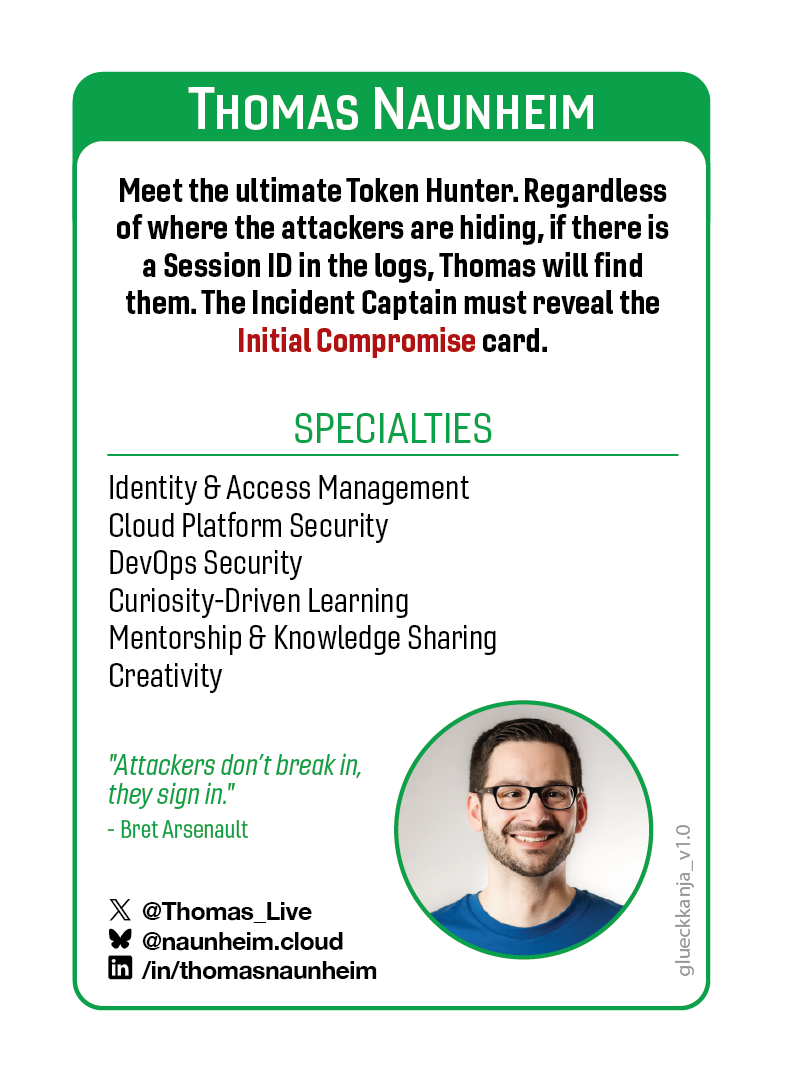 THOMAS NAUNHEIM
Meet the ultimate Token Hunter. Regardless
of where the attackers are hiding, if there is
a Session ID in the logs, Thomas will find
them. The Incident Captain must reveal the
Initial Compromise card.
SPECIALTIES
Identity & Access Management
Cloud Platform Security
DevOps Security
Curiosity-Driven Learning
Mentorship & Knowledge Sharing
Creativity
"Attackers don’t break in,
they sign in."
- Bret Arsenault
@Thomas_Live
@naunheim.cloud
/in/thomasnaunheim
glueckkanja_v1.0